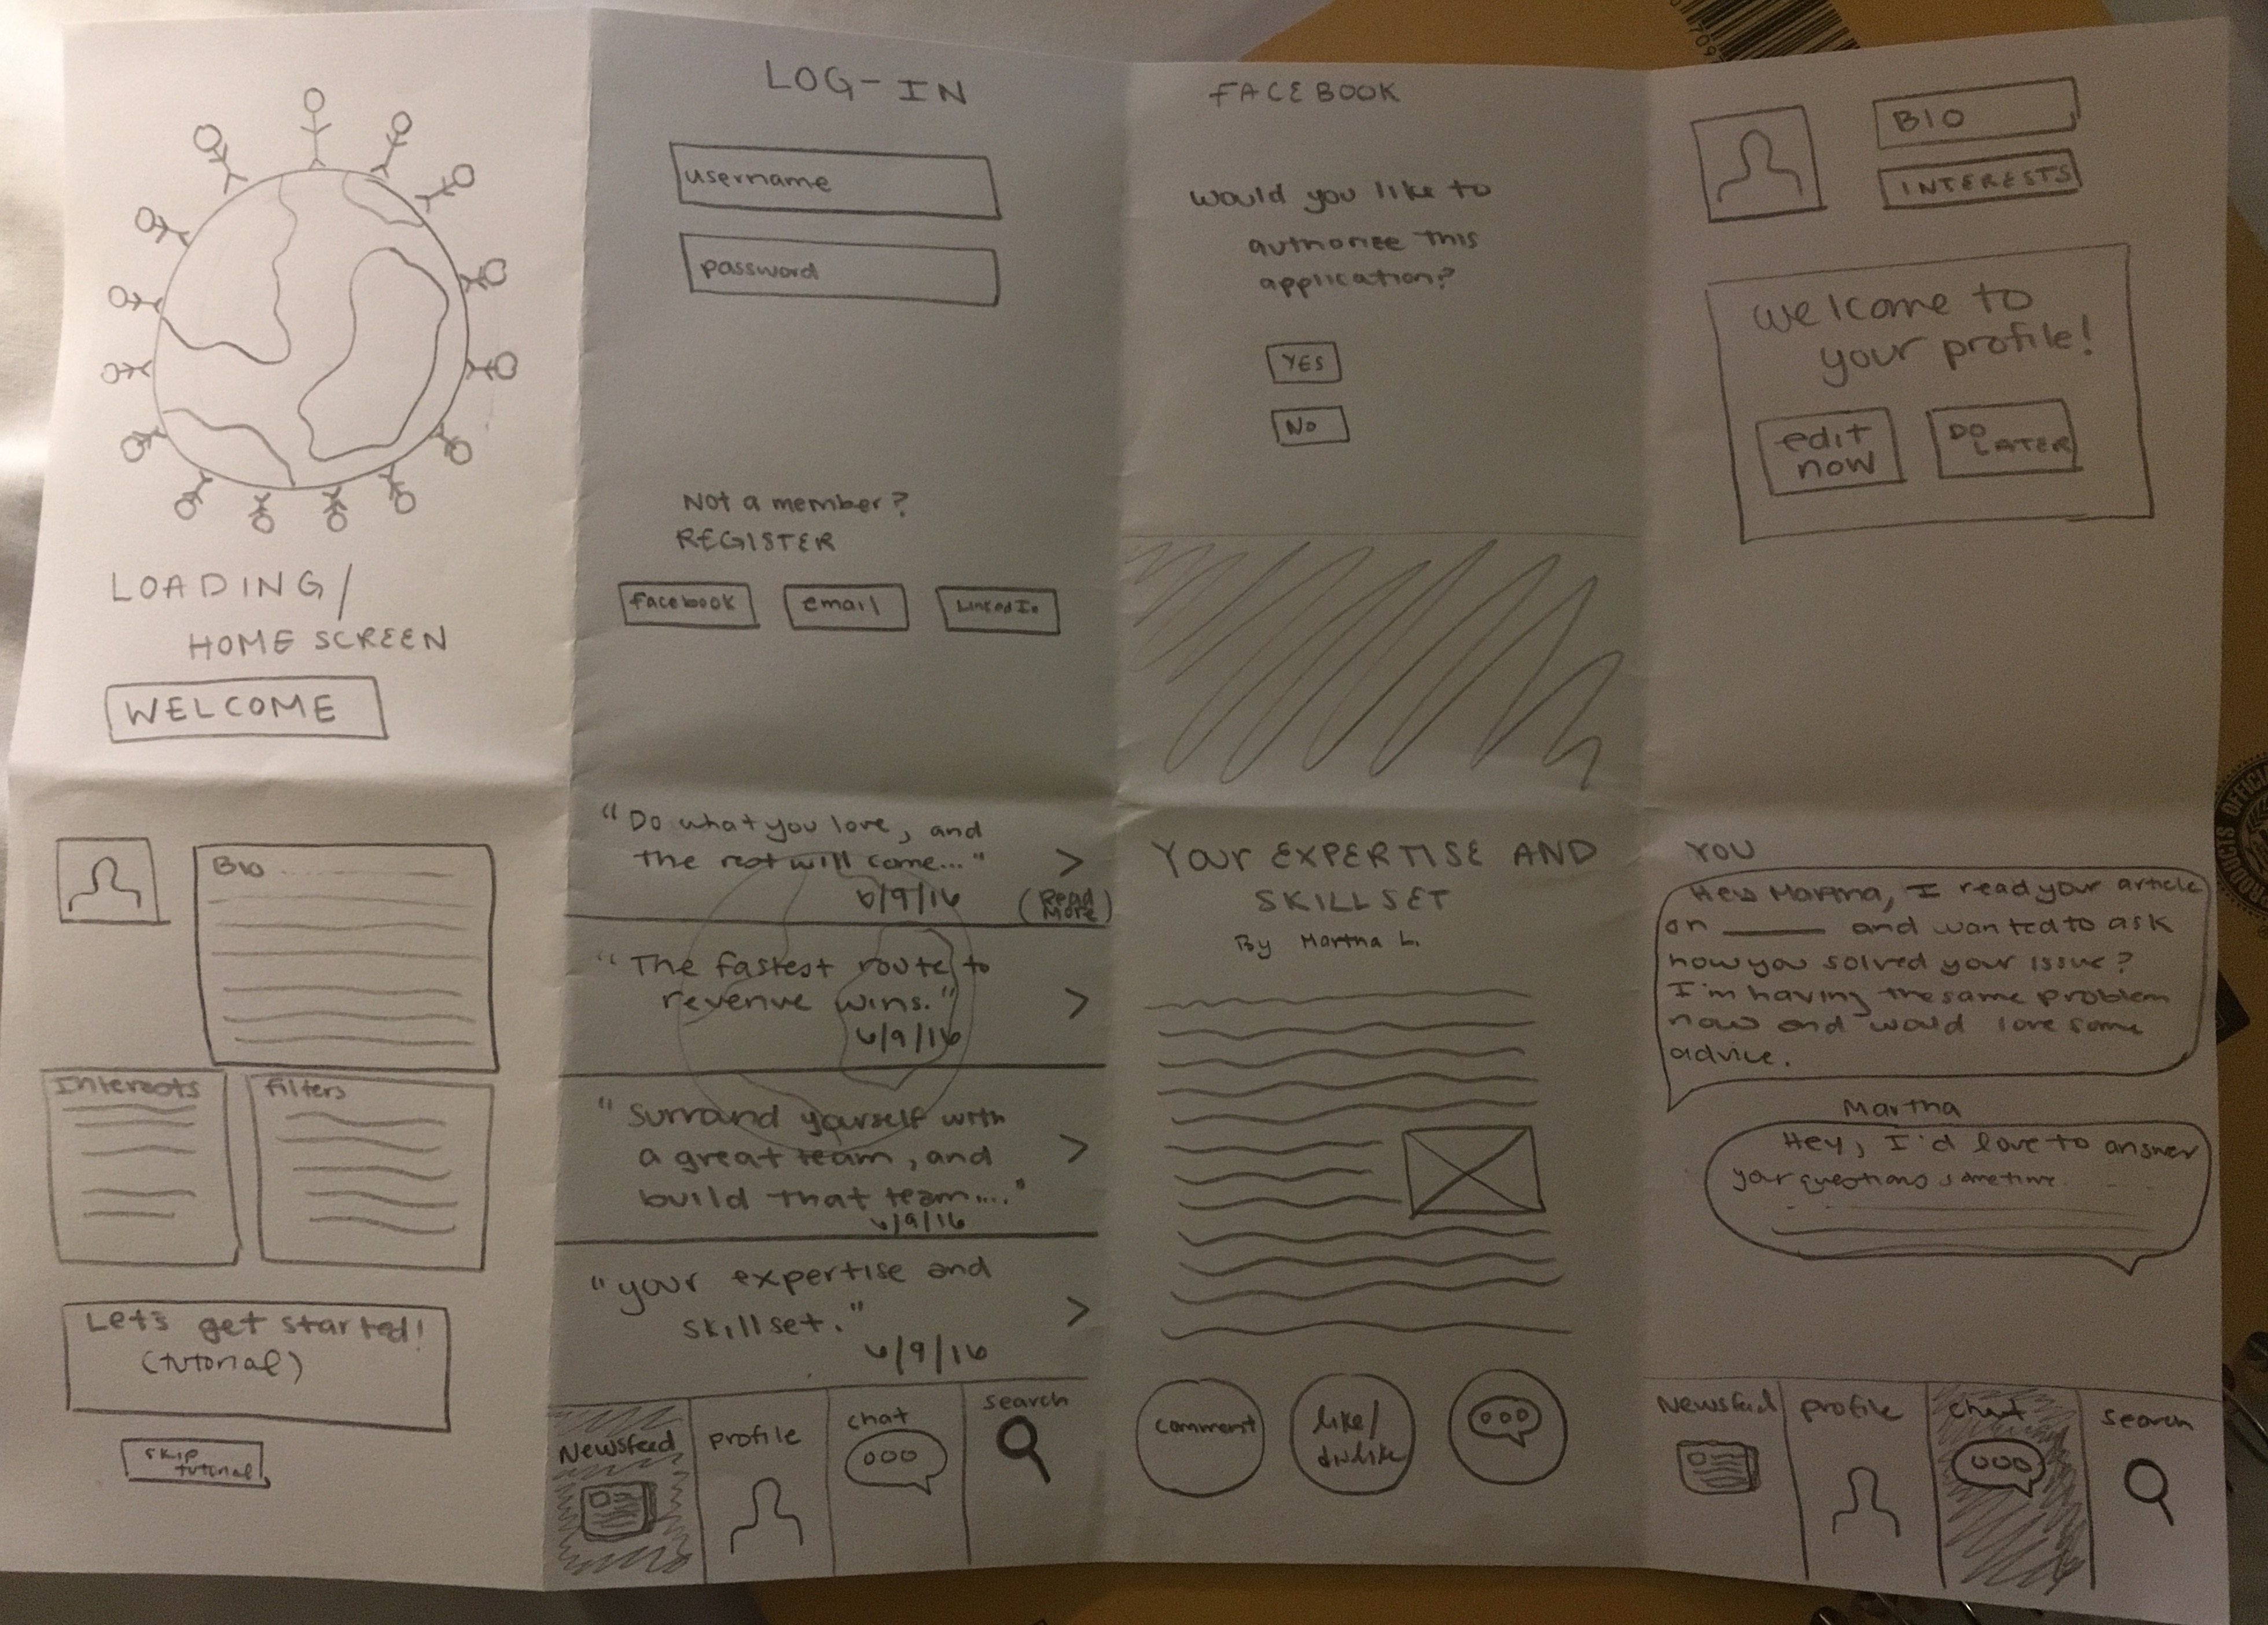 LOADING/
HOME SCREEN
WELCOME
LOG-IN
username
password
Not a member?
REGISTER
facebook
email
LinkedIn
FACEBOOK
would you like to
authorize this
application?
YES
NO
BIO
INTERESTS
Welcome to
your profile!
edit
now
DO
LATER
Bio
Interests
Filters
Let's get started!
(tutorial)
skip
tutorial
"Do what you love, and
the rest will come..."
6/9/16
>
(Read
More)
"The fastest route to
revenue wins."
6/9/16
>
"Surround yourself with
a great team, and
build that team...."
6/9/16
>
"your expertise and
skillset."
6/9/16
>
Newsfeed
profile
chat
search
Your EXPERTISE AND
SKILLSET
By Martha L.
comment
like/
dislike
YOU
Hey Martha, I read your article
on ______ and wanted to ask
how you solved your issue?
I'm having the same problem
now and would love some
advice.
Martha
Hey, I'd love to answer
your questions sometime
Newsfeed
profile
chat
search
OFFICI
PRODUCTS
709